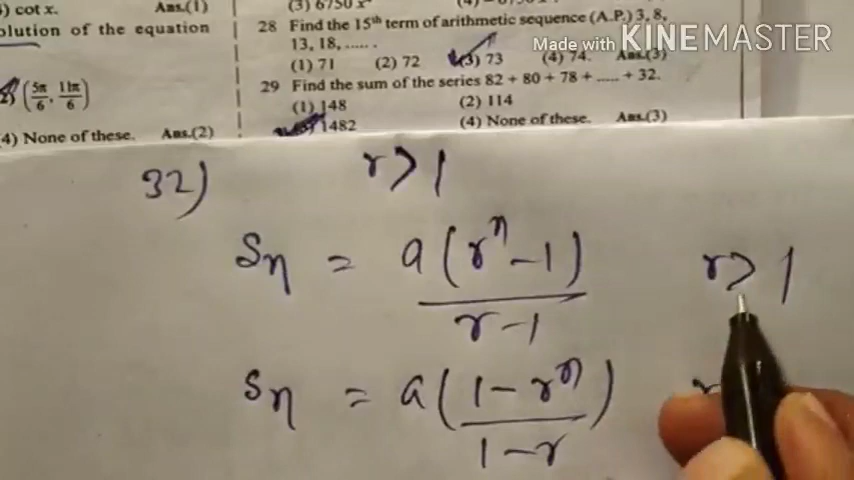 ) cot x. Ans.(1)
olution of the equation
2) (5π/6, 11π/6)
4) None of these. Ans.(2)
(3) 6750 x
28 Find the 15th term of arithmetic sequence (A.P.) 3, 8,
13, 18, ...... .
(1) 71 (2) 72 (3) 73 (4) 74. Ans.(3)
29 Find the sum of the series 82 + 80 + 78 + ..... + 32.
(1) 148 (2) 114
1482 (4) None of these. Ans.(3)
Made with KINEMASTER
32) r > 1
Sn = a(r^n - 1) / r - 1 r > 1
Sn = a(1 - r^n / 1 - r)